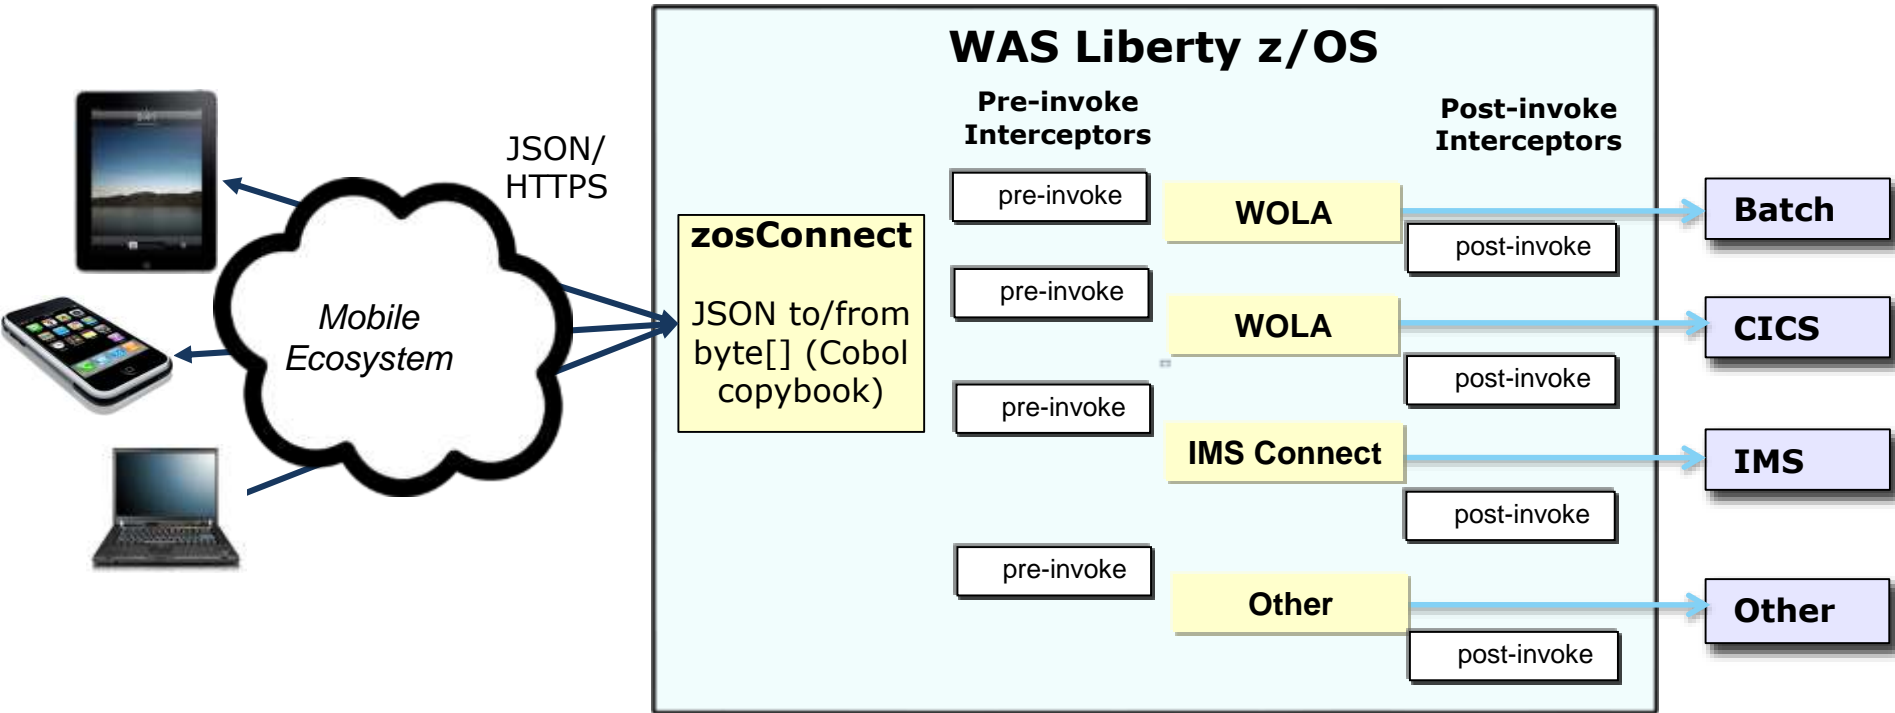 WAS Liberty z/OS
Pre-invoke
Interceptors
Post-invoke
Interceptors
JSON/
HTTPS
Mobile
Ecosystem
zosConnect
JSON to/from
byte[] (Cobol
copybook)
pre-invoke
WOLA
post-invoke
Batch
pre-invoke
WOLA
post-invoke
CICS
pre-invoke
IMS Connect
post-invoke
IMS
pre-invoke
Other
post-invoke
Other